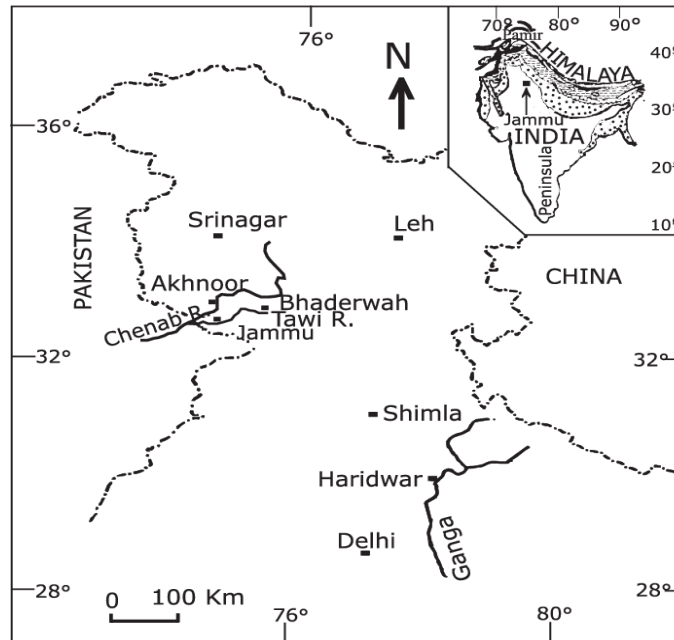 76°
70°
80°
90°
Pamir
HIMALAYA
40°
N
30°
Jammu
INDIA
36°
Peninsula
20°
10°
PAKISTAN
Srinagar
Leh
CHINA
Akhnoor
Bhaderwah
Chenab R.
Tawi R.
Jammu
32°
32°
Shimla
Haridwar
Delhi
Ganga
28°
28°
0 100 Km
76°
80°